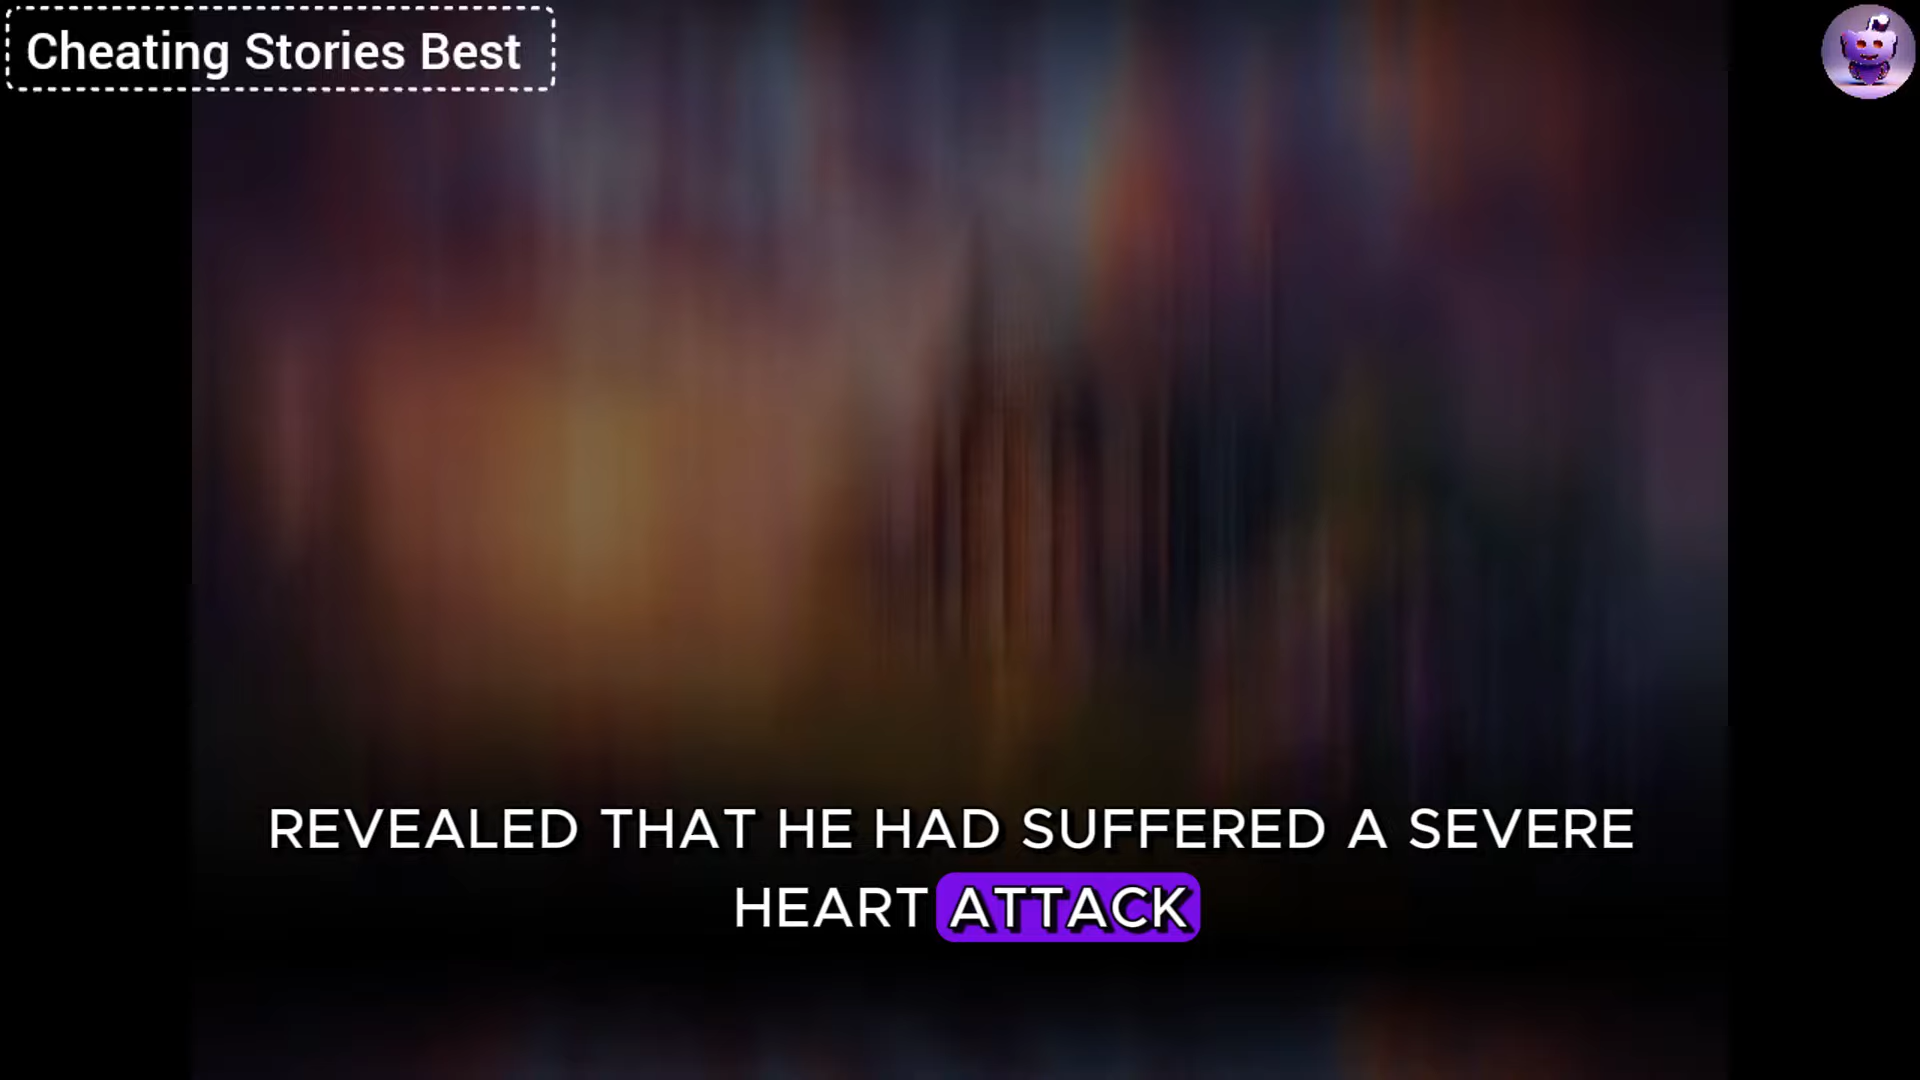 Cheating Stories Best
REVEALED THAT HE HAD SUFFERED A SEVERE
HEART ATTACK